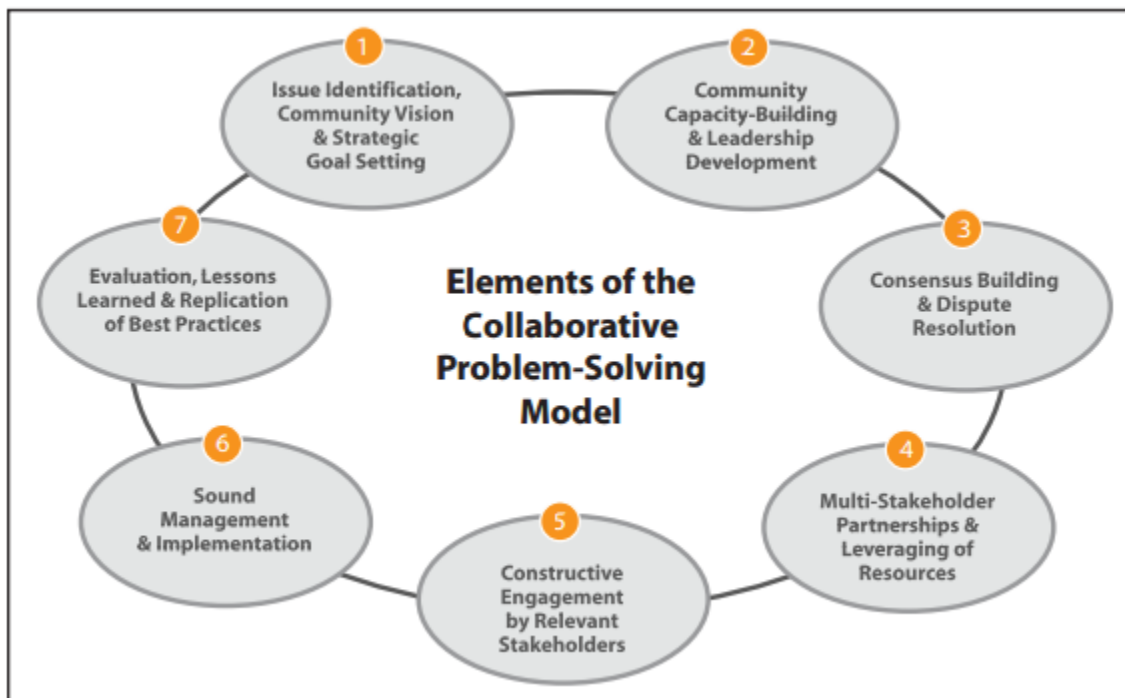 1
Issue Identification,
Community Vision
& Strategic
Goal Setting
2
Community
Capacity-Building
& Leadership
Development
3
Consensus Building
& Dispute
Resolution
4
Multi-Stakeholder
Partnerships &
Leveraging of
Resources
5
Constructive
Engagement
by Relevant
Stakeholders
6
Sound
Management
& Implementation
7
Evaluation, Lessons
Learned & Replication
of Best Practices
Elements of the
Collaborative
Problem-Solving
Model